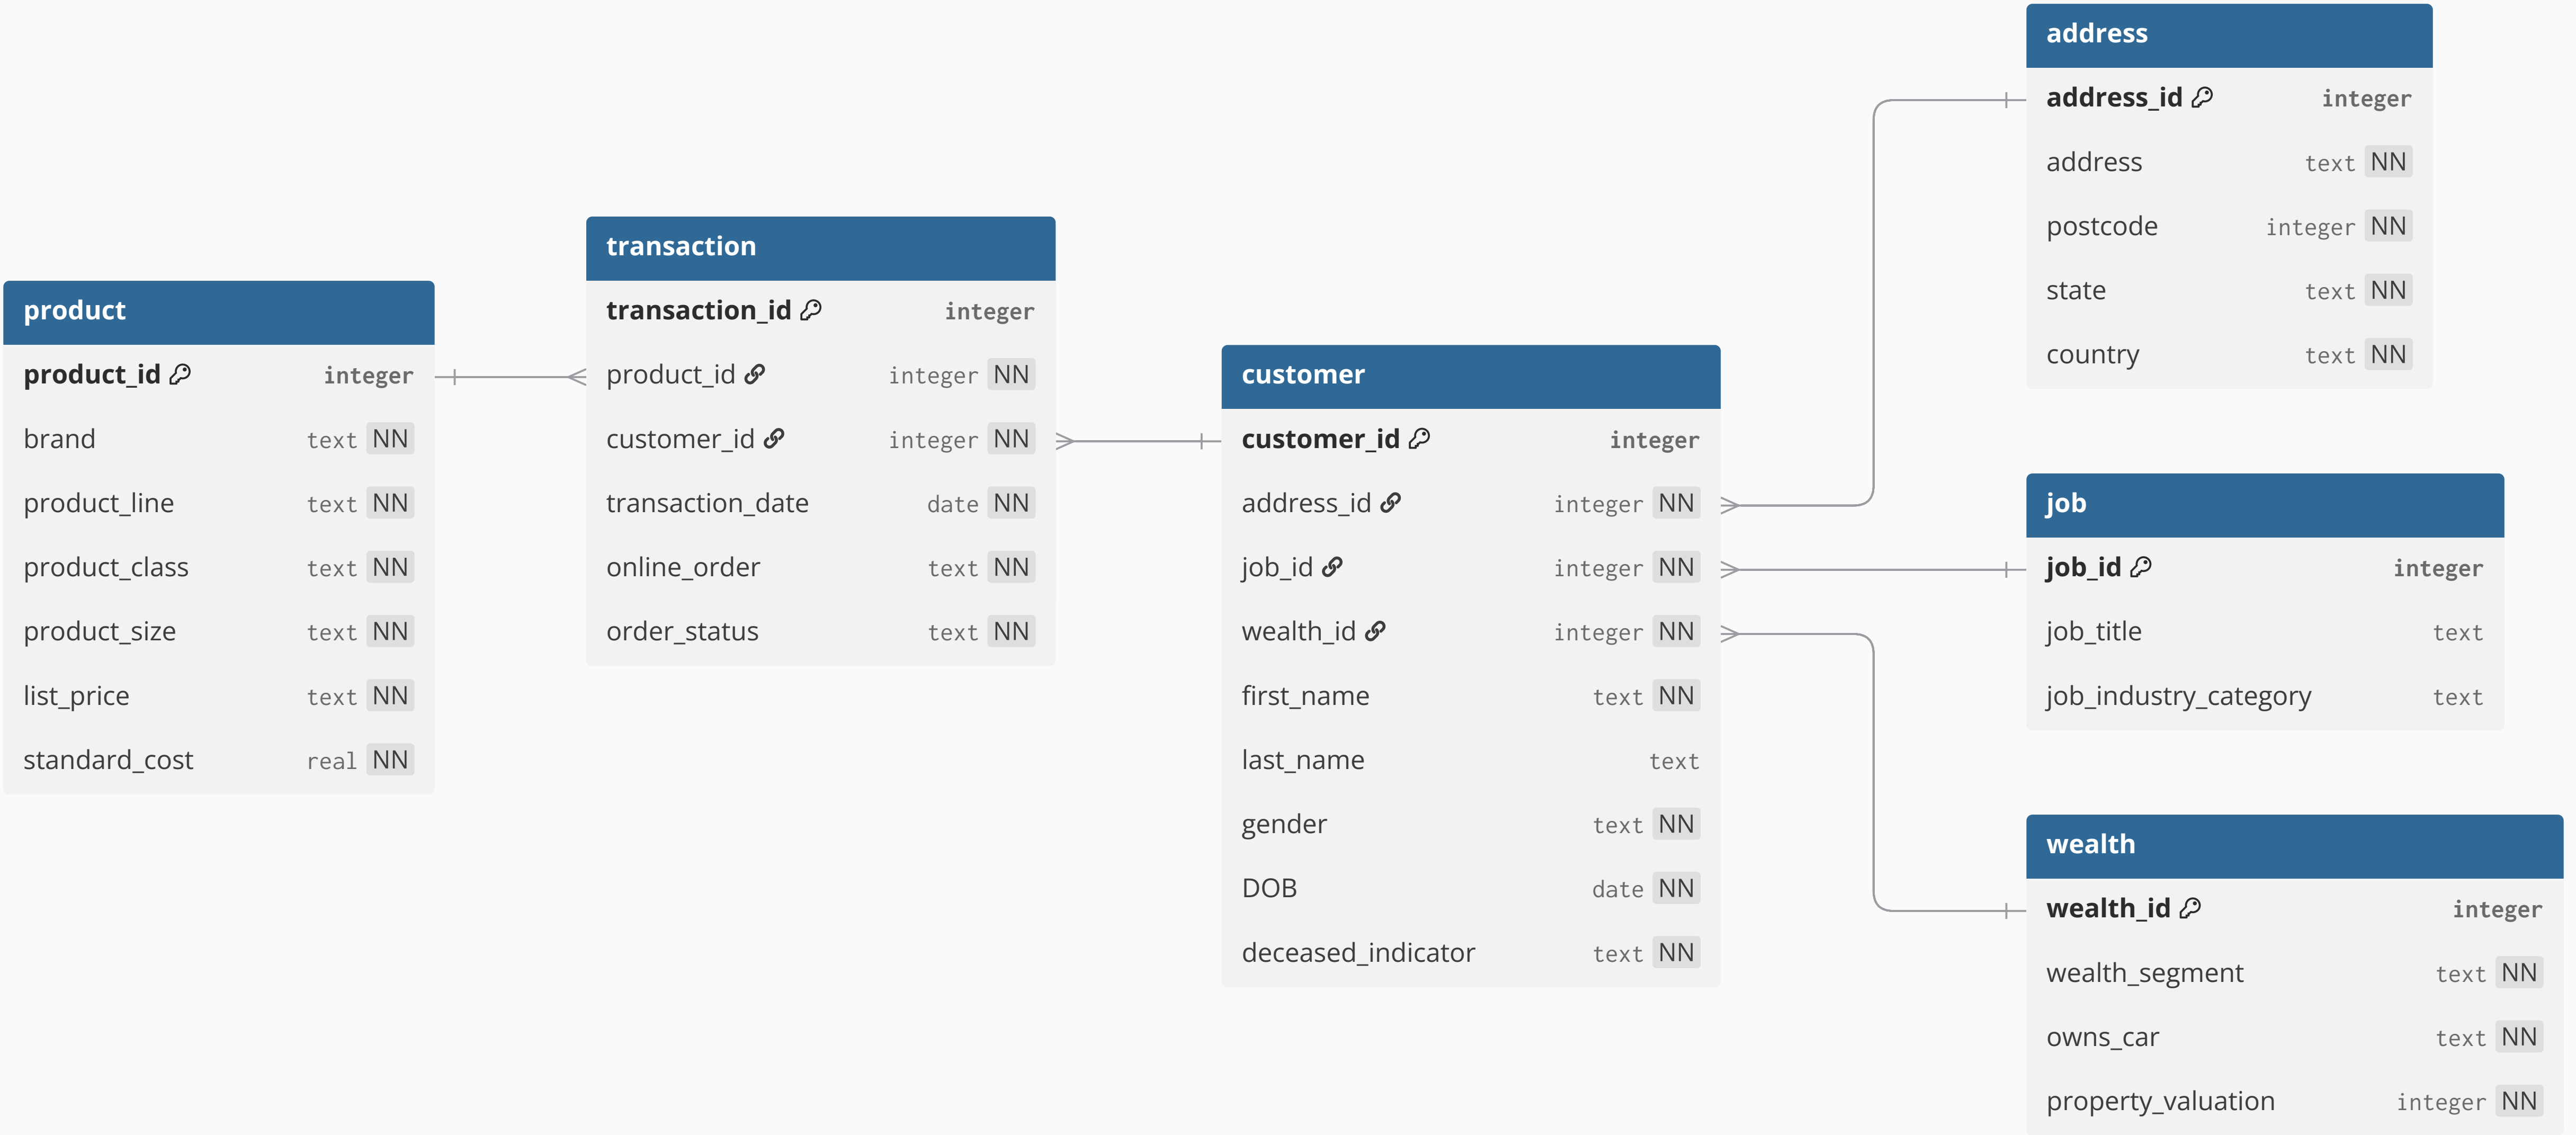 product
product_id integer
brand text NN
product_line text NN
product_class text NN
product_size text NN
list_price text NN
standard_cost real NN
transaction
transaction_id integer
product_id integer NN
customer_id integer NN
transaction_date date NN
online_order text NN
order_status text NN
customer
customer_id integer
address_id integer NN
job_id integer NN
wealth_id integer NN
first_name text NN
last_name text
gender text NN
DOB date NN
deceased_indicator text NN
address
address_id integer
address text NN
postcode integer NN
state text NN
country text NN
job
job_id integer
job_title text
job_industry_category text
wealth
wealth_id integer
wealth_segment text NN
owns_car text NN
property_valuation integer NN